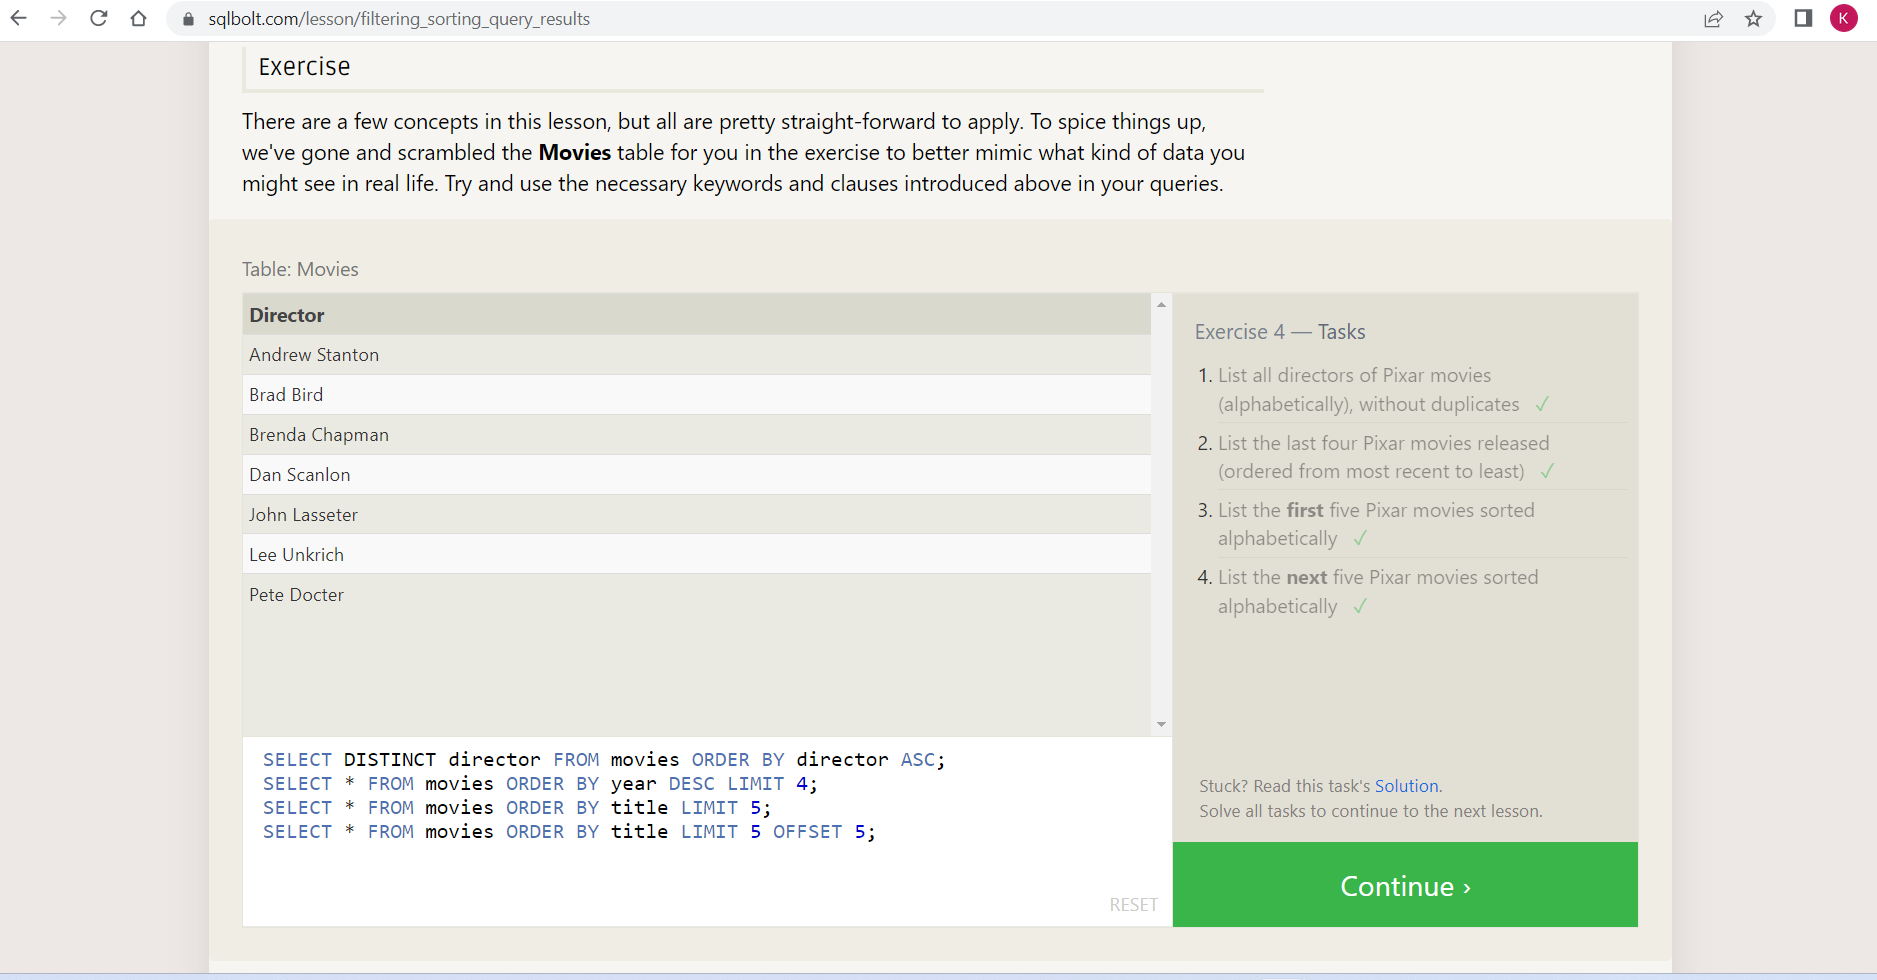 sqlbolt.com/lesson/filtering_sorting_query_results
K
Exercise
There are a few concepts in this lesson, but all are pretty straight-forward to apply. To spice things up,
we've gone and scrambled the Movies table for you in the exercise to better mimic what kind of data you
might see in real life. Try and use the necessary keywords and clauses introduced above in your queries.
Table: Movies
Director
Andrew Stanton
Brad Bird
Brenda Chapman
Dan Scanlon
John Lasseter
Lee Unkrich
Pete Docter
SELECT DISTINCT director FROM movies ORDER BY director ASC;
SELECT * FROM movies ORDER BY year DESC LIMIT 4;
SELECT * FROM movies ORDER BY title LIMIT 5;
SELECT * FROM movies ORDER BY title LIMIT 5 OFFSET 5;
RESET
Exercise 4 — Tasks
1. List all directors of Pixar movies
(alphabetically), without duplicates ✓
2. List the last four Pixar movies released
(ordered from most recent to least) ✓
3. List the first five Pixar movies sorted
alphabetically ✓
4. List the next five Pixar movies sorted
alphabetically ✓
Stuck? Read this task's Solution.
Solve all tasks to continue to the next lesson.
Continue ›